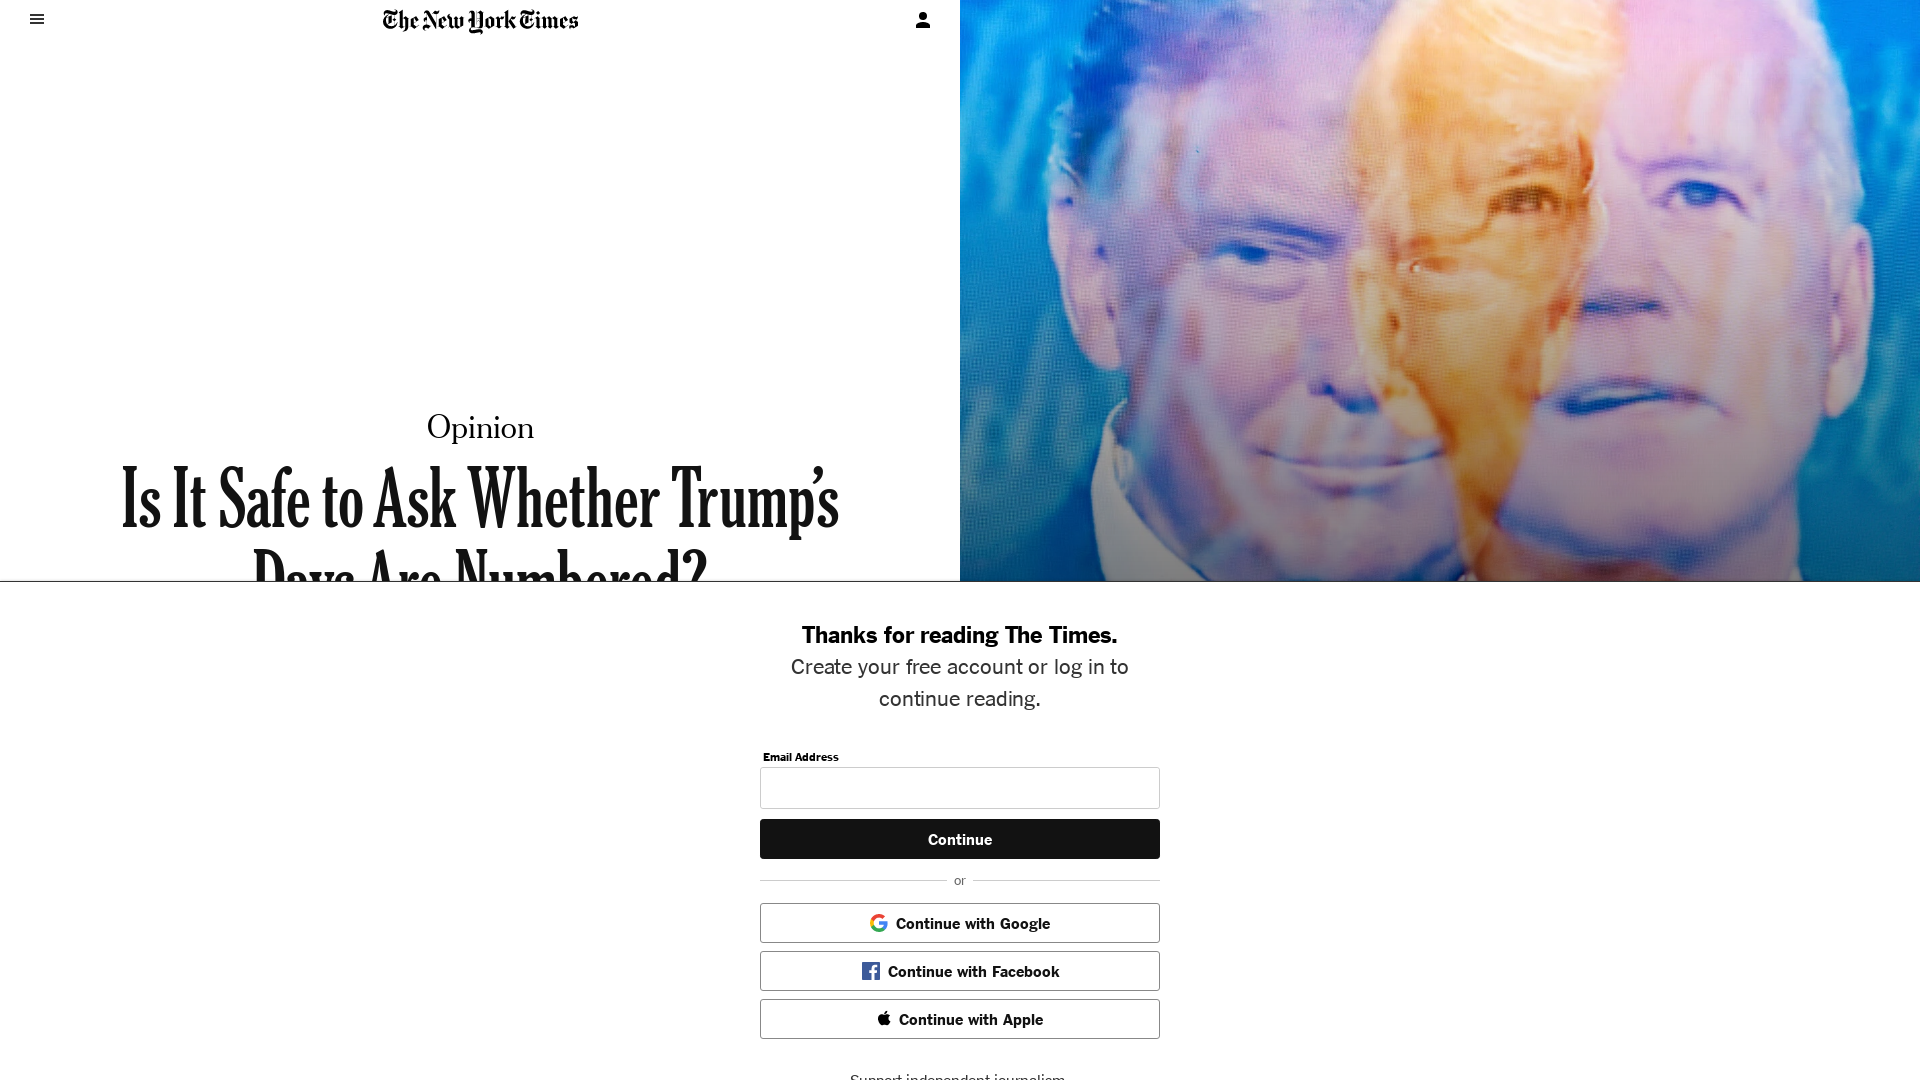 The New York Times
Opinion
Is It Safe to Ask Whether Trump’s
Days Are Numbered?
Thanks for reading The Times.
Create your free account or log in to
continue reading.
Email Address
Continue
or
Continue with Google
Continue with Facebook
Continue with Apple
Support independent journalism